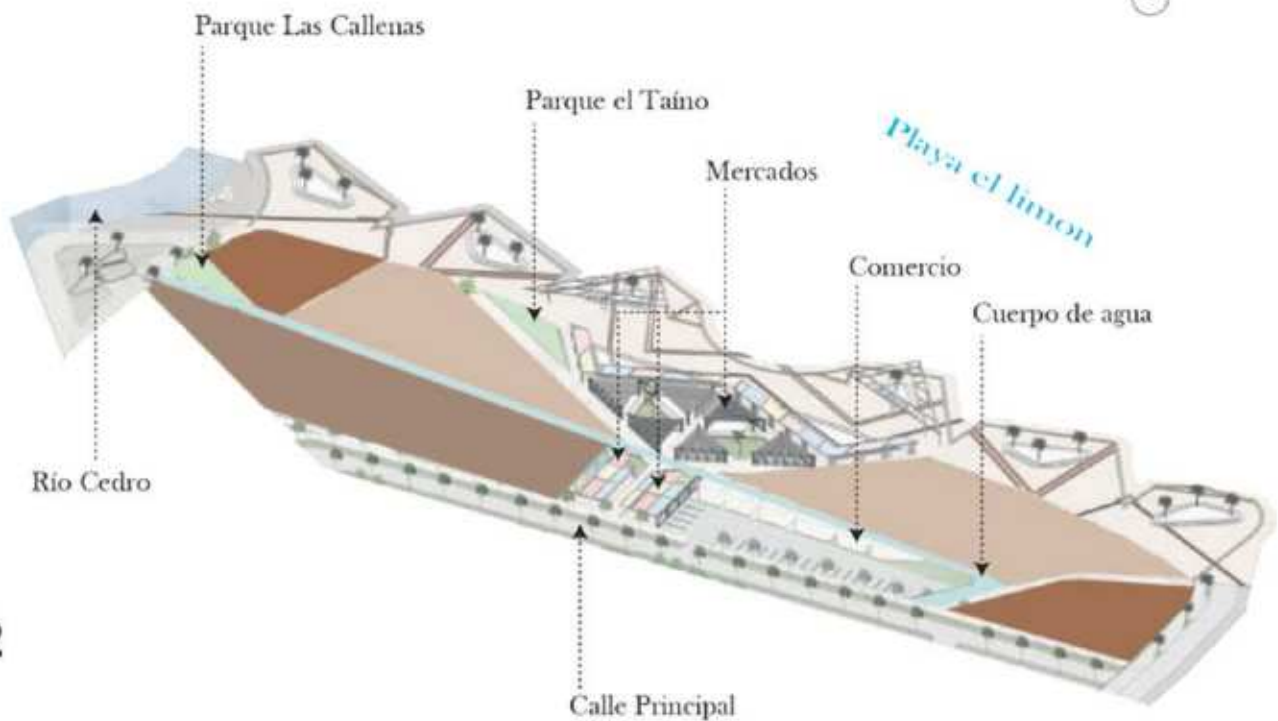 Parque Las Callenas
Parque el Taíno
Playa el limon
Mercados
Comercio
Cuerpo de agua
Río Cedro
Calle Principal